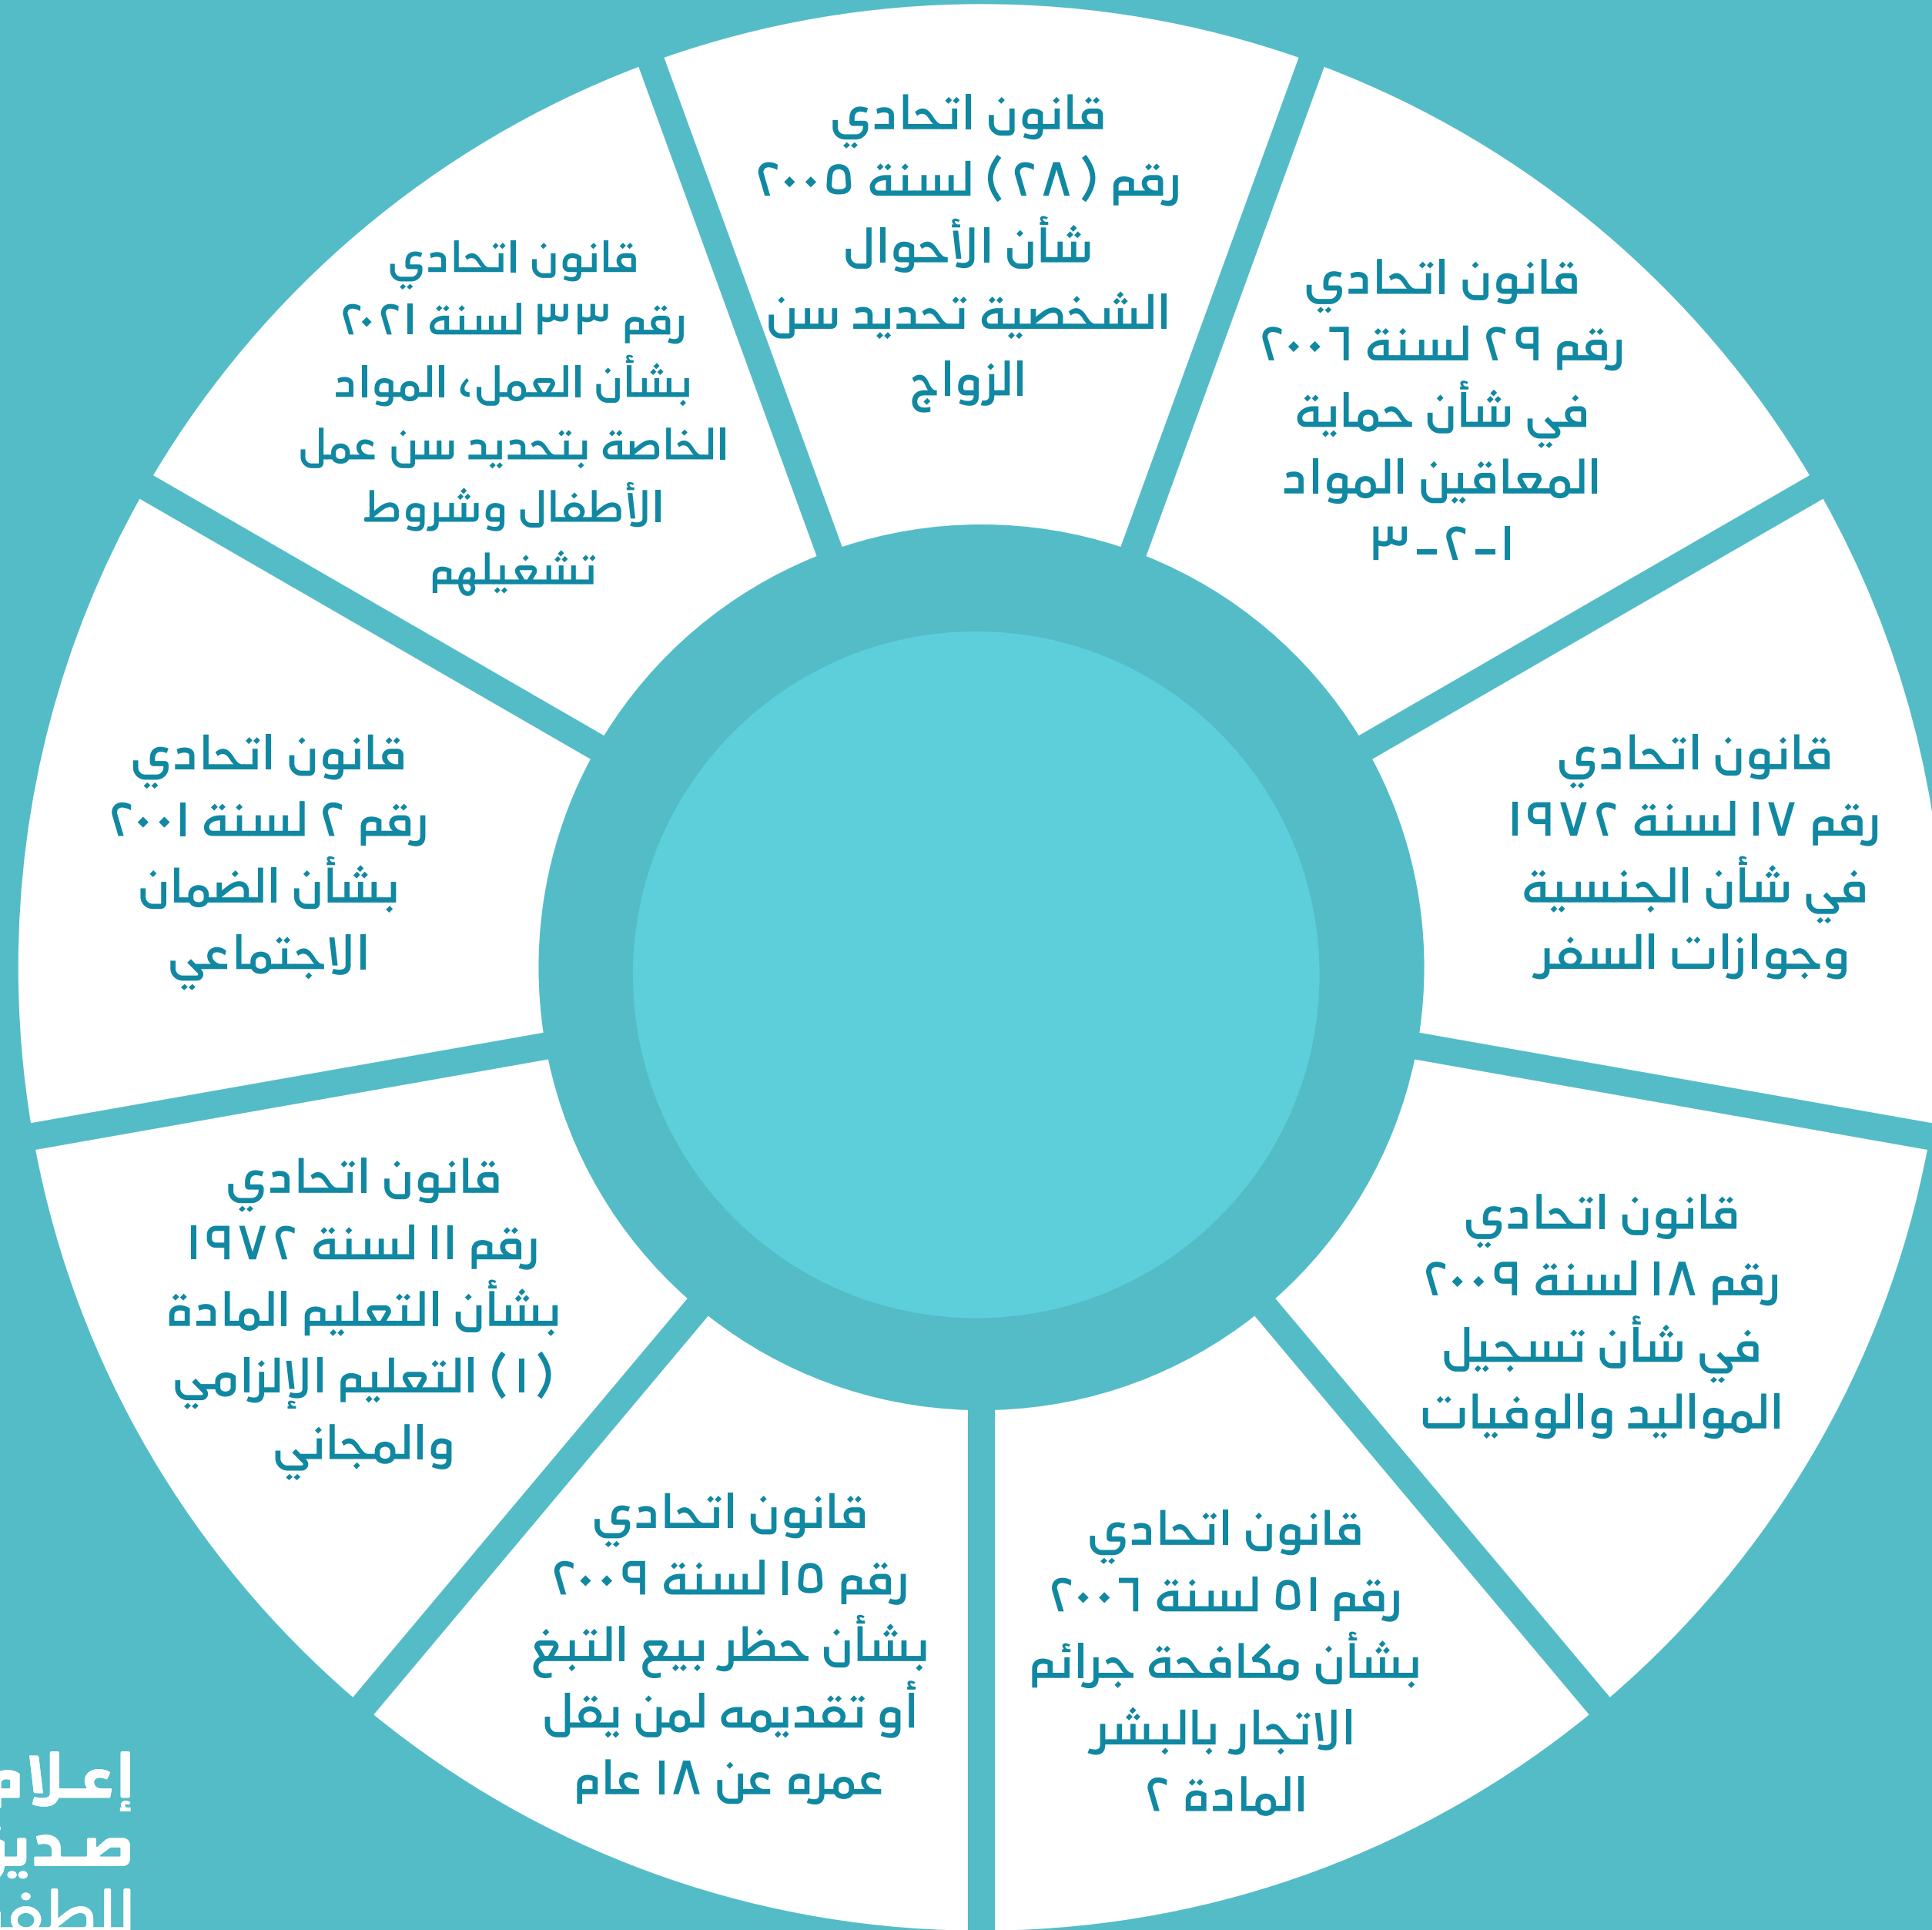 قانون اتحادي
رقم (٢٨) لسنة ٢٠٠٥
شأن الأحوال
الشخصية تحديد سن
الزواج
قانون اتحادي
رقم ٢٩ لسنة ٢٠٠٦
في شأن حماية
المعاقين المواد
١-٢-٣
قانون اتحادي
رقم ١٧ لسنة ١٩٧٢
في شأن الجنسية
وجوازات السفر
قانون اتحادي
رقم ١٨ لسنة ٢٠٠٩
في شأن تسجيل
المواليد والوفيات
قانون اتحادي
رقم ٥١ لسنة ٢٠٠٦
بشأن مكافحة جرائم
الاتجار بالبشر
المادة ٢
قانون اتحادي
رقم ١٥ لسنة ٢٠٠٩
بشأن حظر بيع التبغ
أو تقديمه لمن يقل
عمره عن ١٨ عام
قانون اتحادي
رقم ١١ لسنة ١٩٧٢
بشأن التعليم المادة
(١) التعليم الإلزامي
والمجاني
قانون اتحادي
رقم ٢ لسنة ٢٠٠١
بشأن الضمان
الاجتماعي
قانون اتحادي
رقم ٣٣ لسنة ٢٠٢١
بشأن العمل، المواد
الخاصة بتحديد سن عمل
الأطفال وشروط
تشغيلهم
إعلام